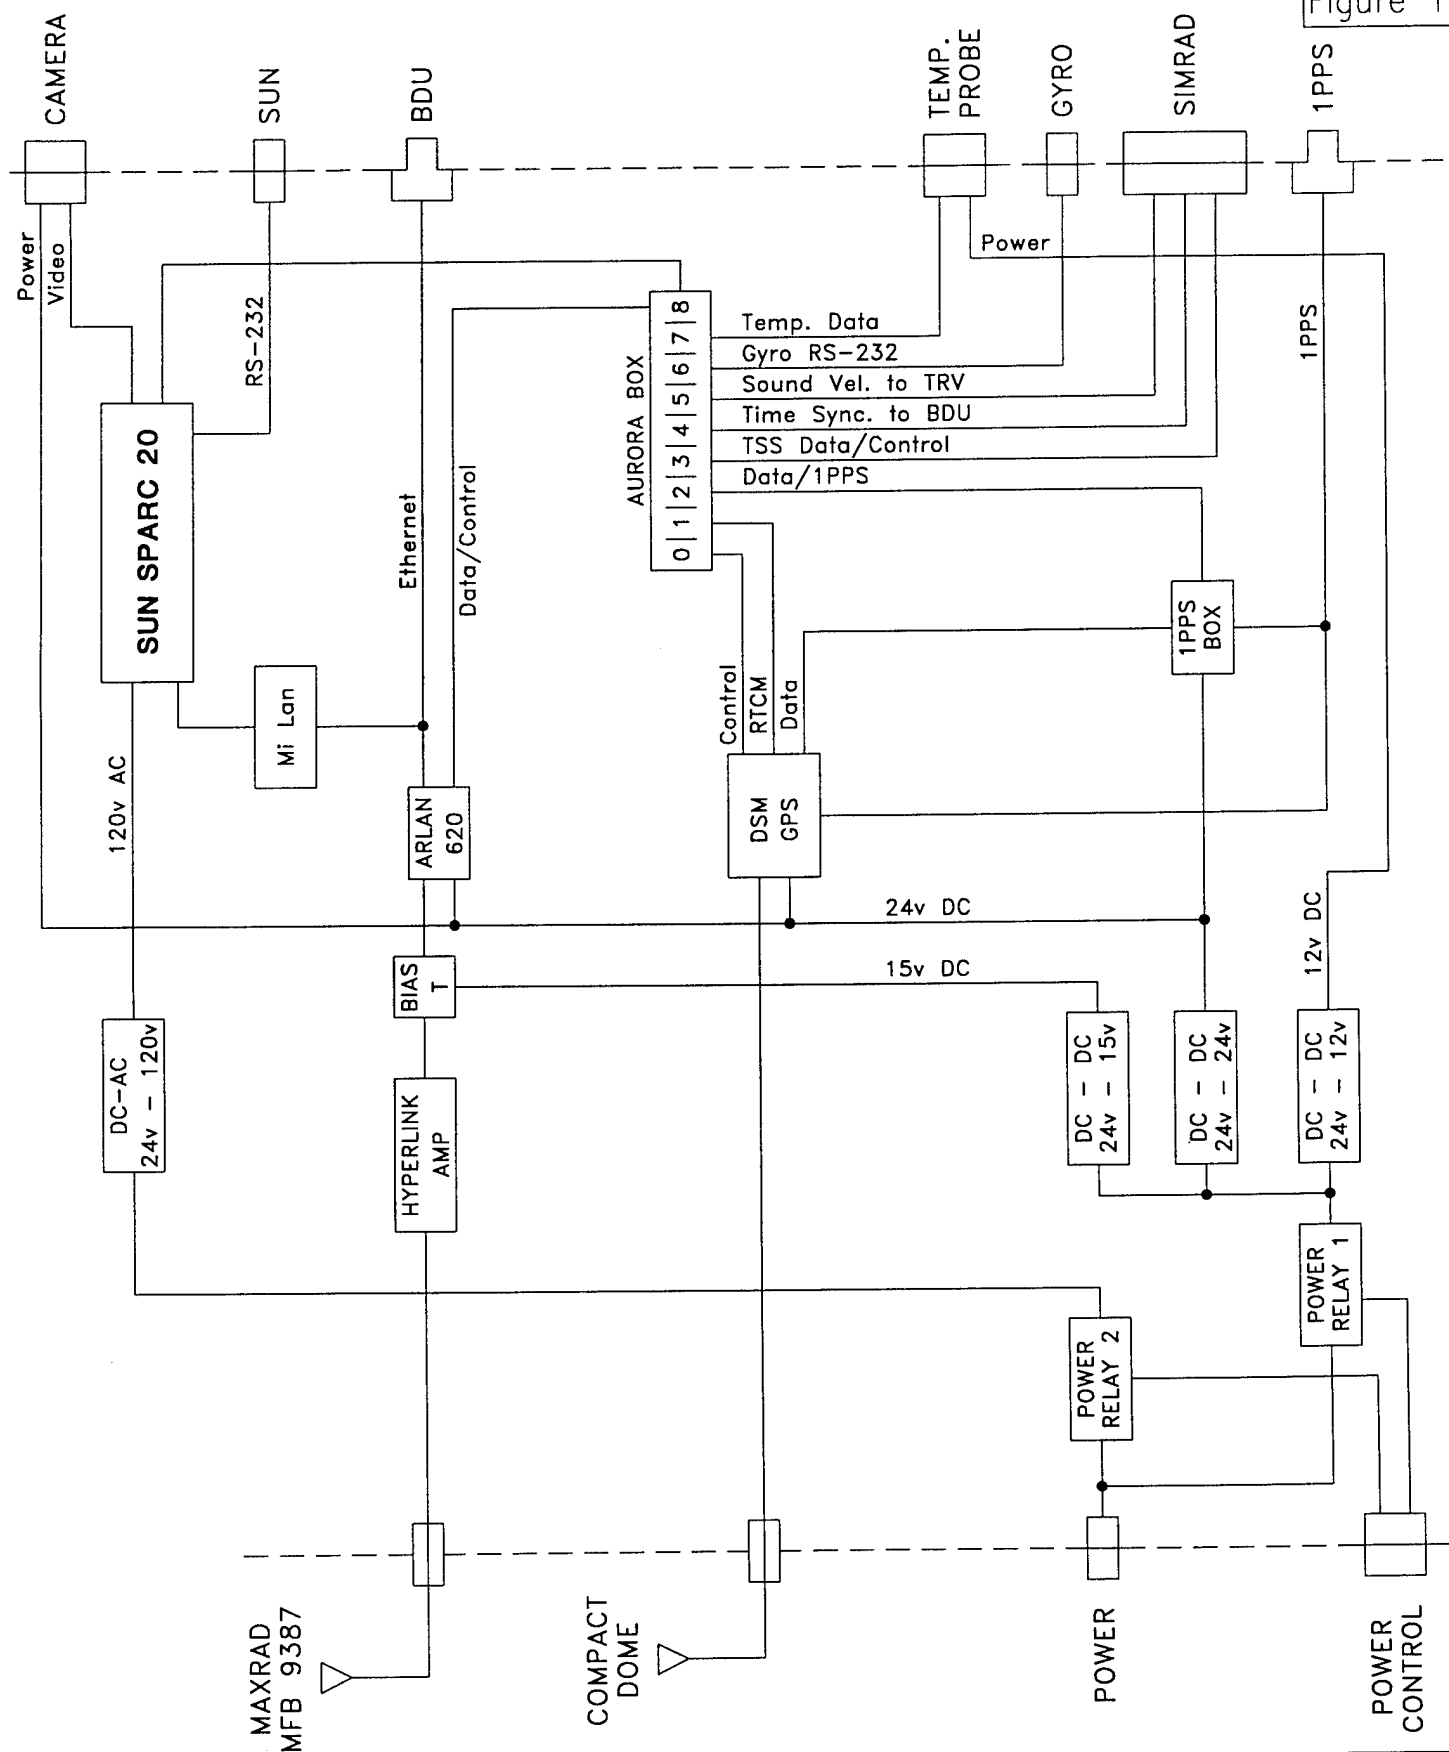 Figure 1
CAMERA
SUN
BDU
TEMP.
PROBE
GYRO
SIMRAD
1PPS
Power
Video
RS-232
Ethernet
Data/Control
Power
1PPS
SUN SPARC 20
AURORA BOX
0|1|2|3|4|5|6|7|8
Temp. Data
Gyro RS-232
Sound Vel. to TRV
Time Sync. to BDU
TSS Data/Control
Data/1PPS
1PPS
BOX
Mi Lan
Control
RTCM
Data
120v AC
ARLAN
620
DSM
GPS
24v DC
15v DC
12v DC
BIAS
T
DC-AC
24v - 120v
HYPERLINK
AMP
DC - DC
24v - 15v
DC - DC
24v - 24v
DC - DC
24v - 12v
POWER
RELAY 1
POWER
RELAY 2
MAXRAD
MFB 9387
COMPACT
DOME
POWER
POWER
CONTROL